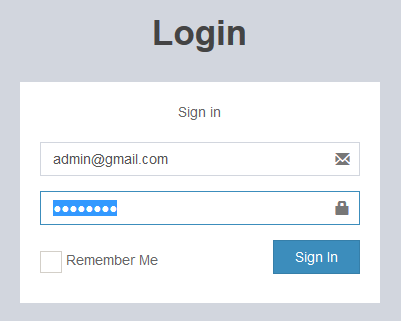 Login
Sign in
admin@gmail.com
••••••••
Remember Me
Sign In